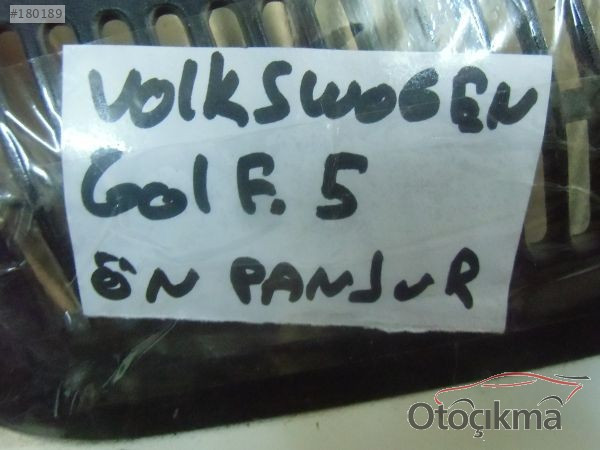 #180189
VOLKSWOGEN
Golf.5
ÖN PANJUR
Otoçıkma